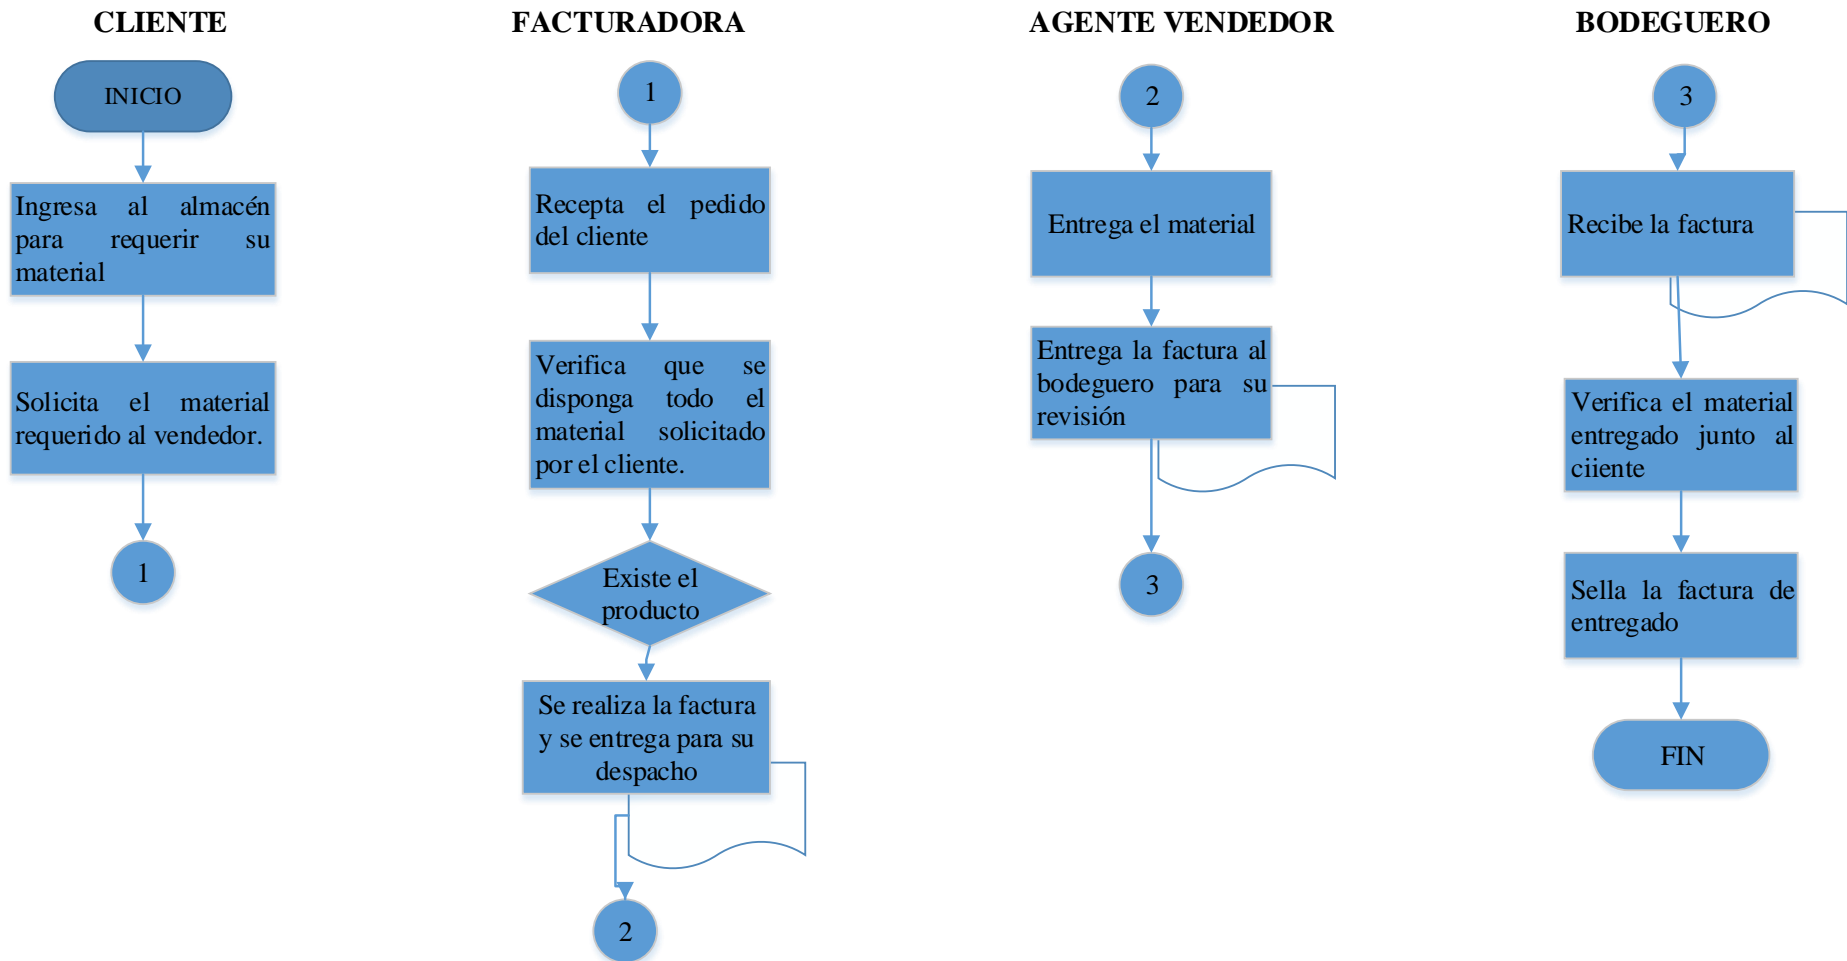 CLIENTE
INICIO
Ingresa al almacén
para requerir su
material
Solicita el material
requerido al vendedor.
1
FACTURADORA
1
Recepta el pedido
del cliente
Verifica que se
disponga todo el
material solicitado
por el cliente.
Existe el
producto
Se realiza la factura
y se entrega para su
despacho
2
AGENTE VENDEDOR
2
Entrega el material
Entrega la factura al
bodeguero para su
revisión
3
BODEGUERO
3
Recibe la factura
Verifica el material
entregado junto al
ciiente
Sella la factura de
entregado
FIN